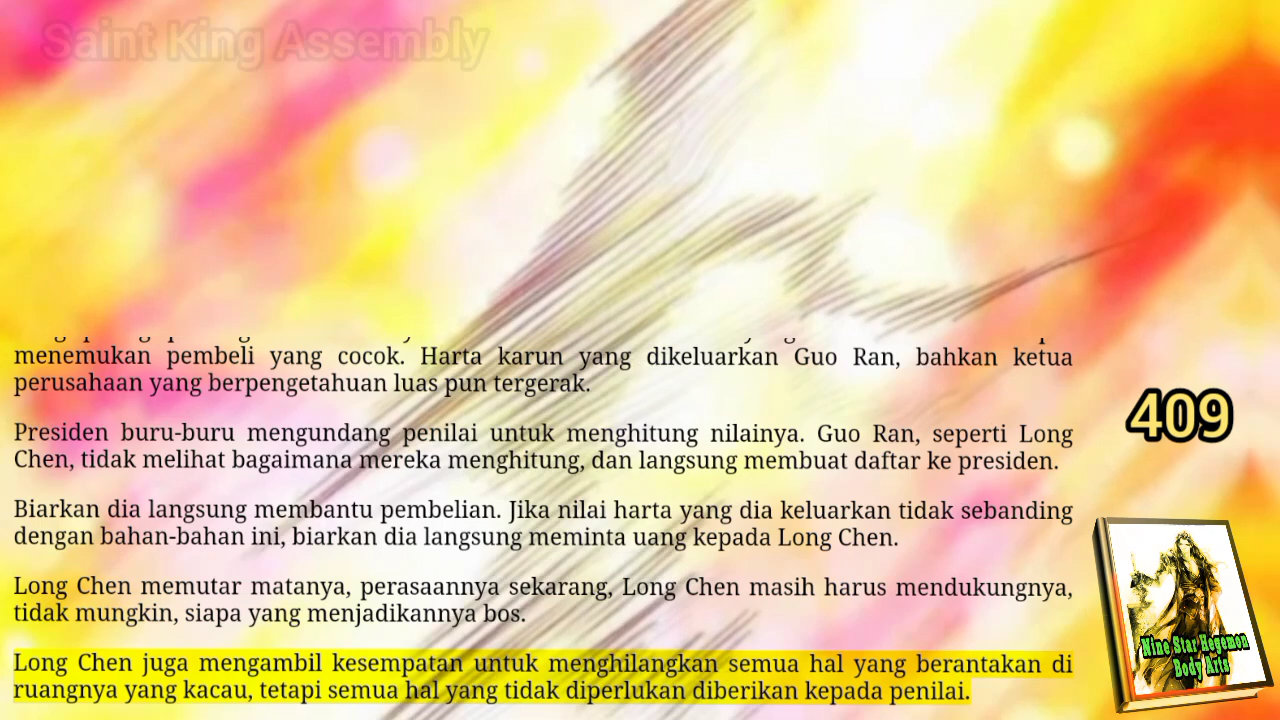 Saint King Assembly
menemukan pembeli yang cocok. Harta karun yang dikeluarkan Guo Ran, bahkan ketua
perusahaan yang berpengetahuan luas pun tergerak.
Presiden buru-buru mengundang penilai untuk menghitung nilainya. Guo Ran, seperti Long
Chen, tidak melihat bagaimana mereka menghitung, dan langsung membuat daftar ke presiden.
Biarkan dia langsung membantu pembelian. Jika nilai harta yang dia keluarkan tidak sebanding
dengan bahan-bahan ini, biarkan dia langsung meminta uang kepada Long Chen.
Long Chen memutar matanya, perasaannya sekarang, Long Chen masih harus mendukungnya,
tidak mungkin, siapa yang menjadikannya bos.
Long Chen juga mengambil kesempatan untuk menghilangkan semua hal yang berantakan di
ruangnya yang kacau, tetapi semua hal yang tidak diperlukan diberikan kepada penilai.
409
Nine Star Hegemon
Body Arts